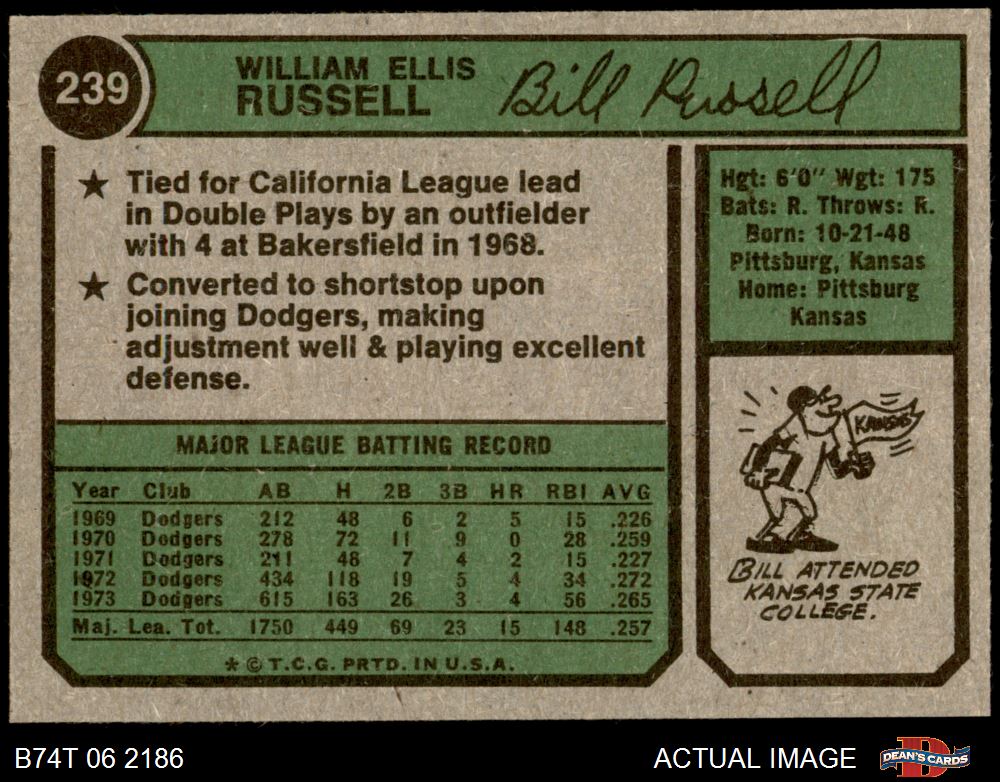 239
WILLIAM ELLIS
RUSSELL
Bill Russell
★ Tied for California League lead
in Double Plays by an outfielder
with 4 at Bakersfield in 1968.
★ Converted to shortstop upon
joining Dodgers, making
adjustment well & playing excellent
defense.
Hgt: 6'0" Wgt: 175
Bats: R. Throws: R.
Born: 10-21-48
Pittsburg, Kansas
Home: Pittsburg
Kansas
MAJOR LEAGUE BATTING RECORD
Year Club AB H 2B 3B HR RBI AVG
1969 Dodgers 212 48 6 2 5 15 .226
1970 Dodgers 278 72 11 9 0 28 .259
1971 Dodgers 211 48 7 4 2 15 .227
1972 Dodgers 434 118 19 5 4 34 .272
1973 Dodgers 615 163 26 3 4 56 .265
Maj. Lea. Tot. 1750 449 69 23 15 148 .257
* © T.C.G. PRTD. IN U.S.A.
KANSAS
BILL ATTENDED
KANSAS STATE
COLLEGE.
B74T 06 2186
ACTUAL IMAGE
DEAN'S CARDS